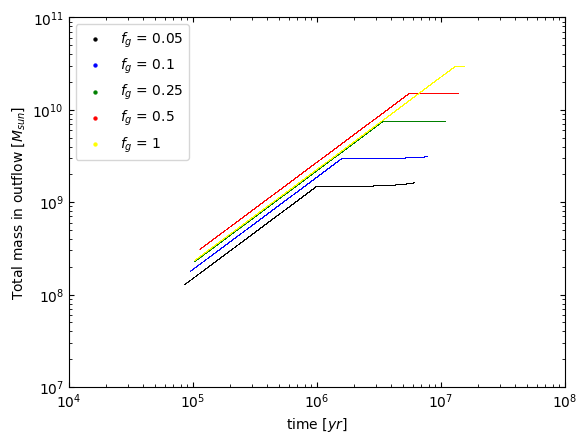 10^11
10^10
10^9
10^8
10^7
Total mass in outflow [M_sun]
f_g = 0.05
f_g = 0.1
f_g = 0.25
f_g = 0.5
f_g = 1
10^4 10^5 10^6 10^7 10^8
time [yr]